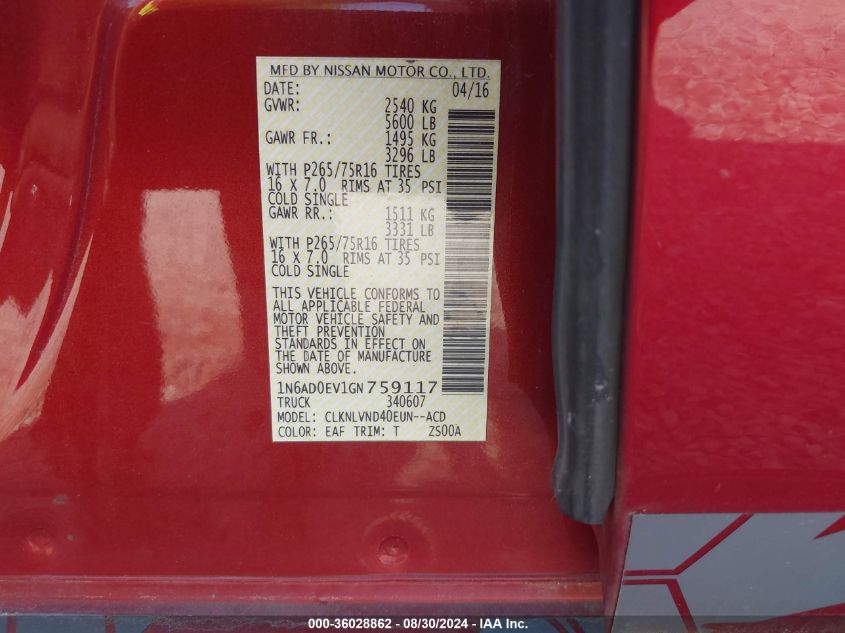 MFD BY NISSAN MOTOR CO., LTD.
DATE: 04/16
GVWR: 2540 KG
5600 LB
GAWR FR.: 1495 KG
3296 LB
WITH P265/75R16 TIRES
16 X 7.0 RIMS AT 35 PSI
COLD SINGLE
GAWR RR.: 1511 KG
3331 LB
WITH P265/75R16 TIRES
16 X 7.0 RIMS AT 35 PSI
COLD SINGLE
THIS VEHICLE CONFORMS TO
ALL APPLICABLE FEDERAL
MOTOR VEHICLE SAFETY AND
THEFT PREVENTION
STANDARDS IN EFFECT ON
THE DATE OF MANUFACTURE
SHOWN ABOVE.
1N6AD0EV1GN759117
TRUCK 340607
MODEL: CLKNLVND40EUN--ACD
COLOR: EAF TRIM: T ZS00A
000-36028862 - 08/30/2024 - IAA Inc.